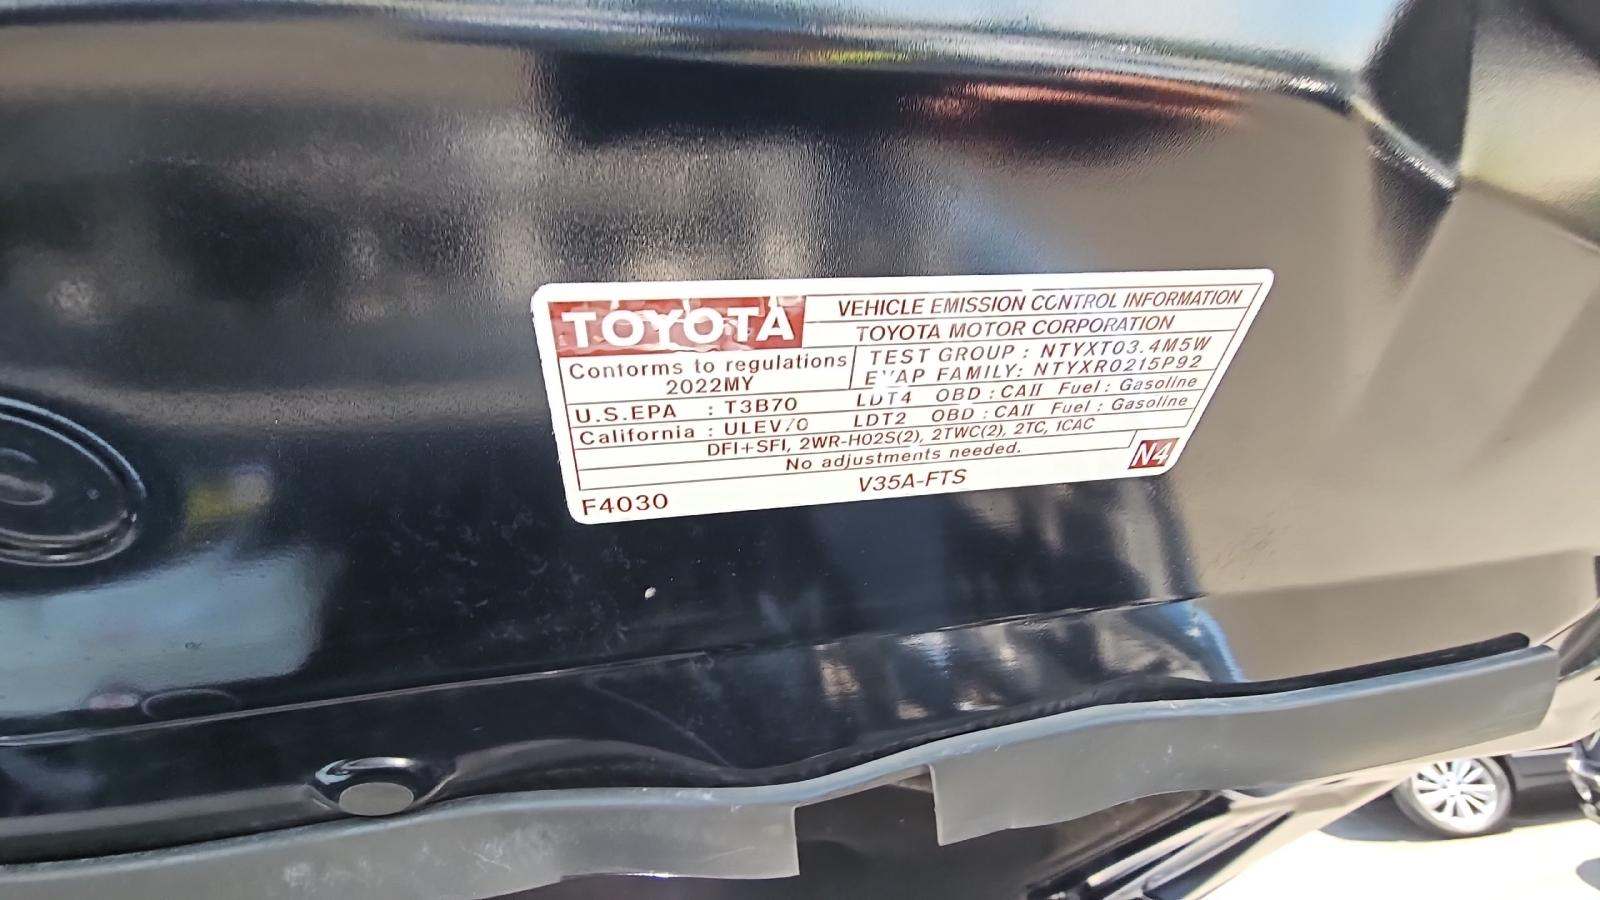 TOYOTA
VEHICLE EMISSION CONTROL INFORMATION
TOYOTA MOTOR CORPORATION
Conforms to regulations
2022MY
TEST GROUP : NTYXT03.4M5W
EVAP FAMILY: NTYXR0215P92
U.S.EPA : T3B70 LDT4 OBD : CAII Fuel : Gasoline
California : ULEV70 LDT2 OBD : CAII Fuel : Gasoline
DFI+SFI, 2WR-HO2S(2), 2TWC(2), 2TC, 1CAC
No adjustments needed.
N4
F4030 V35A-FTS